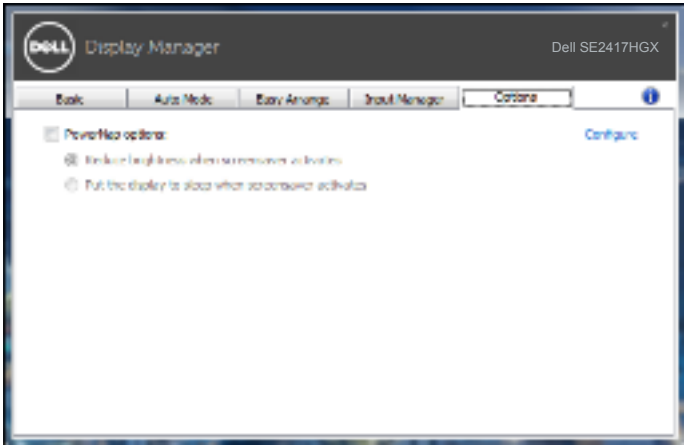 DELL Display Manager Dell SE2417HGX
Basic Auto Mode Easy Arrange Input Manager Options
PowerNap options: Configure
Reduce brightness when screensaver activates
Put the display to sleep when screensaver activates